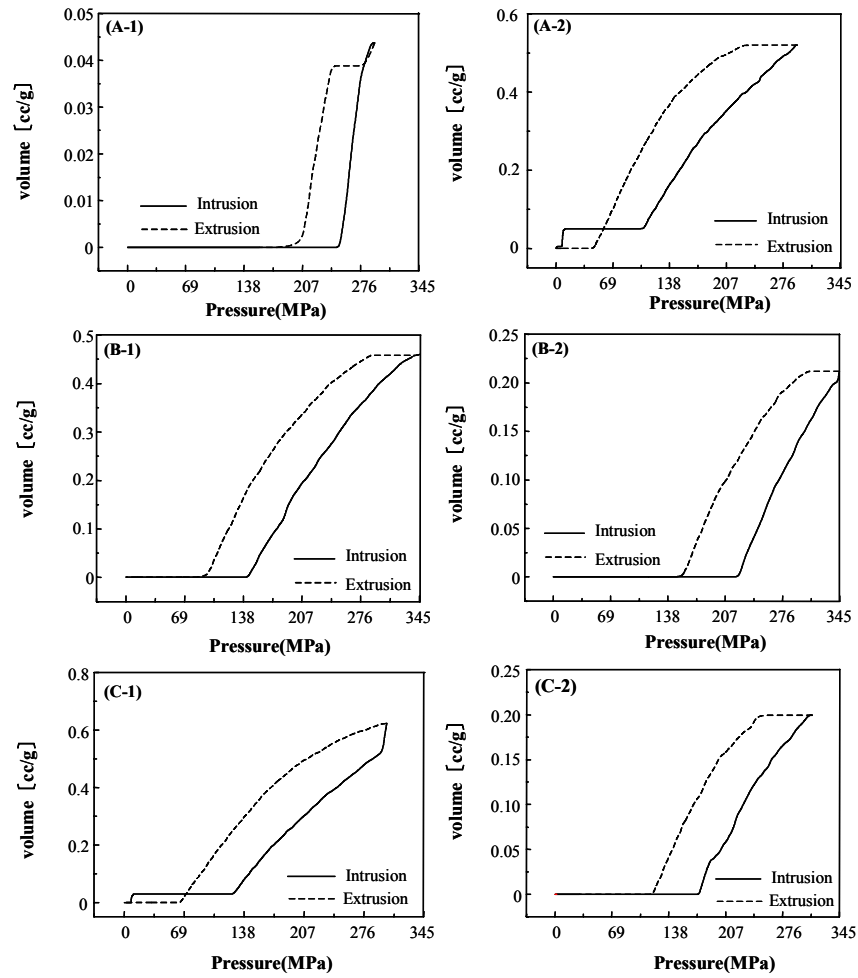 (A-1)
0.05
0.04
0.03
0.02
0.01
0
volume [cc/g]
Intrusion
Extrusion
0 69 138 207 276 345
Pressure(MPa)
(A-2)
0.6
0.4
0.2
0
volume [cc/g]
Intrusion
Extrusion
0 69 138 207 276 345
Pressure(MPa)
(B-1)
0.5
0.4
0.3
0.2
0.1
0
volume [cc/g]
Intrusion
Extrusion
0 69 138 207 276 345
Pressure(MPa)
(B-2)
0.25
0.20
0.15
0.10
0.05
0
volume [cc/g]
Intrusion
Extrusion
0 69 138 207 276 345
Pressure(MPa)
(C-1)
0.8
0.6
0.4
0.2
0
volume [cc/g]
Intrusion
Extrusion
0 69 138 207 276 345
Pressure(MPa)
(C-2)
0.25
0.20
0.15
0.10
0.05
0
volume [cc/g]
Intrusion
Extrusion
0 69 138 207 276 345
Pressure(MPa)